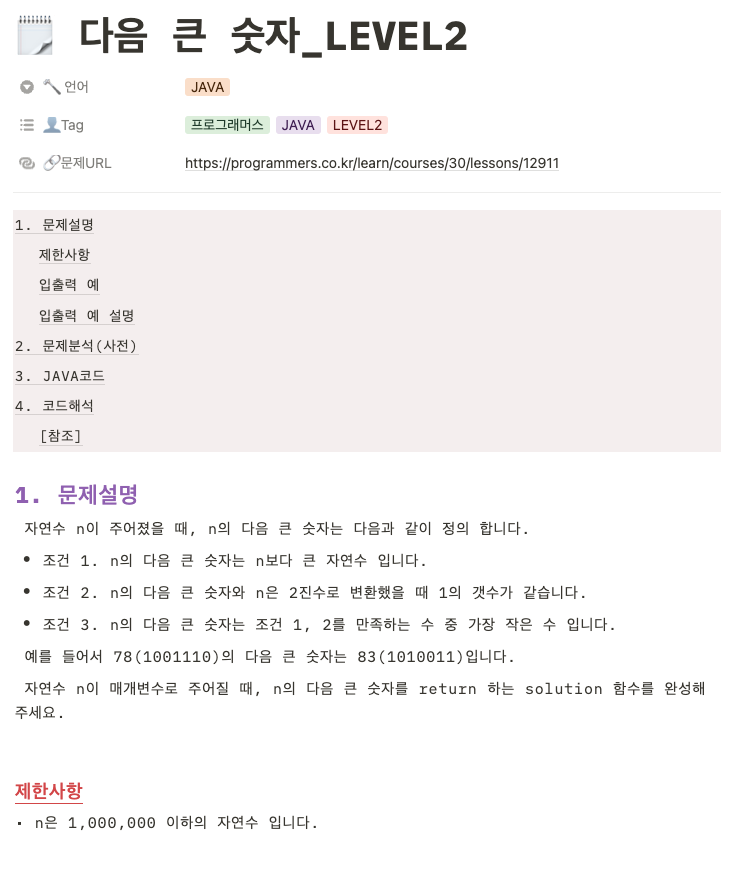 다음 큰 숫자_LEVEL2
언어 JAVA
Tag 프로그래머스 JAVA LEVEL2
문제URL https://programmers.co.kr/learn/courses/30/lessons/12911
1. 문제설명
제한사항
입출력 예
입출력 예 설명
2. 문제분석(사전)
3. JAVA코드
4. 코드해석
[참조]
1. 문제설명
자연수 n이 주어졌을 때, n의 다음 큰 숫자는 다음과 같이 정의 합니다.
• 조건 1. n의 다음 큰 숫자는 n보다 큰 자연수 입니다.
• 조건 2. n의 다음 큰 숫자와 n은 2진수로 변환했을 때 1의 갯수가 같습니다.
• 조건 3. n의 다음 큰 숫자는 조건 1, 2를 만족하는 수 중 가장 작은 수 입니다.
예를 들어서 78(1001110)의 다음 큰 숫자는 83(1010011)입니다.
자연수 n이 매개변수로 주어질 때, n의 다음 큰 숫자를 return 하는 solution 함수를 완성해
주세요.
제한사항
· n은 1,000,000 이하의 자연수 입니다.